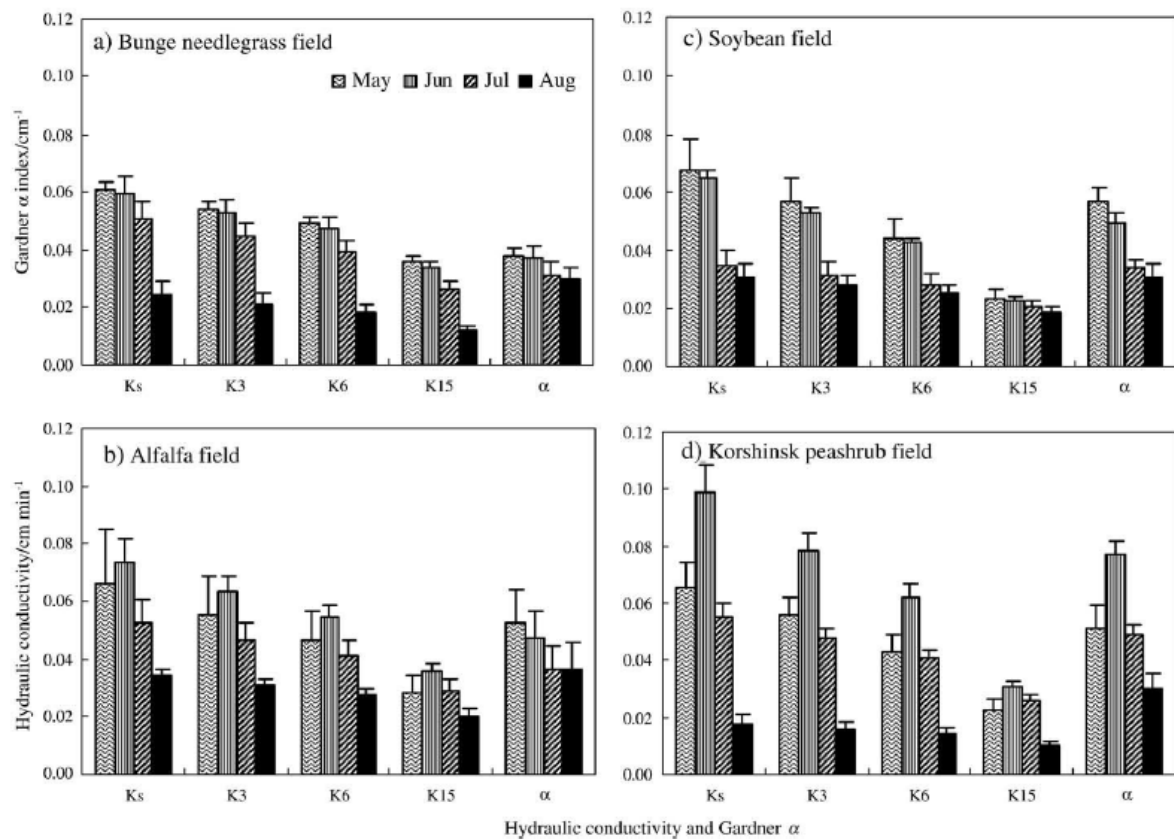 a) Bunge needlegrass field
May Jun Jul Aug
Gardner α index/cm⁻¹
0.12
0.10
0.08
0.06
0.04
0.02
0.00
Ks K3 K6 K15 α
c) Soybean field
0.12
0.10
0.08
0.06
0.04
0.02
0.00
Ks K3 K6 K15 α
b) Alfalfa field
Hydraulic conductivity/cm min⁻¹
0.12
0.10
0.08
0.06
0.04
0.02
0.00
Ks K3 K6 K15 α
d) Korshinsk peashrub field
0.12
0.10
0.08
0.06
0.04
0.02
0.00
Ks K3 K6 K15 α
Hydraulic conductivity and Gardner α